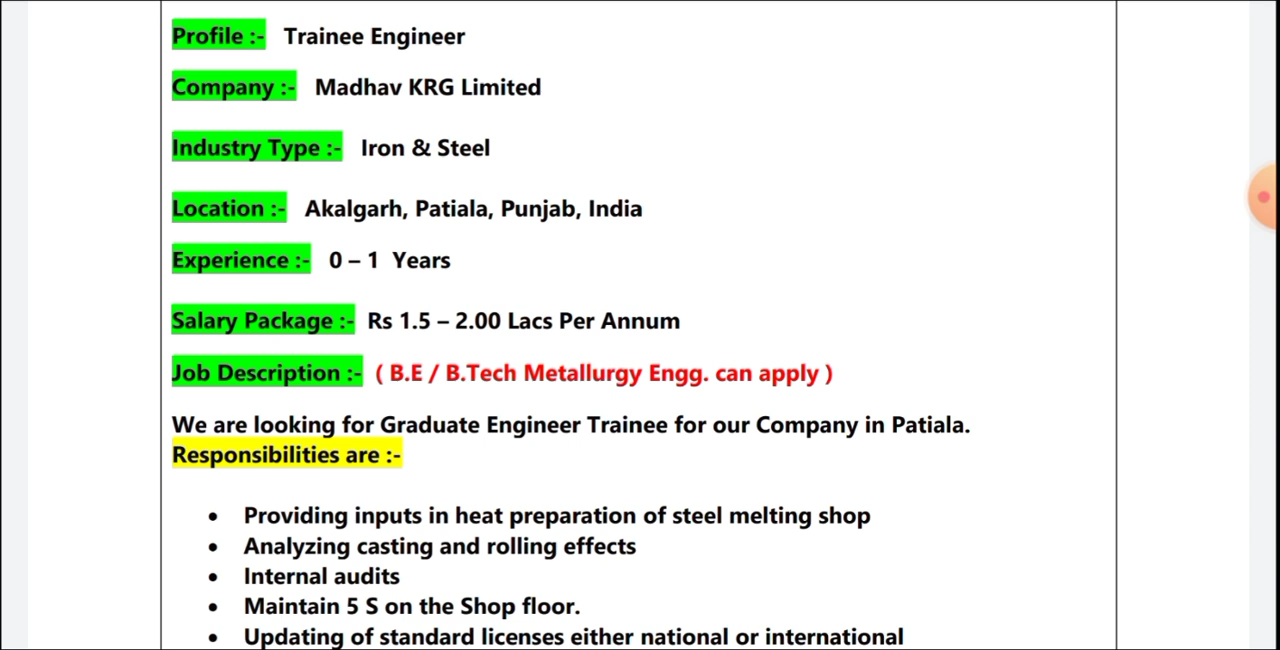 Profile :- Trainee Engineer
Company :- Madhav KRG Limited
Industry Type :- Iron & Steel
Location :- Akalgarh, Patiala, Punjab, India
Experience :- 0 – 1 Years
Salary Package :- Rs 1.5 – 2.00 Lacs Per Annum
Job Description :- ( B.E / B.Tech Metallurgy Engg. can apply )
We are looking for Graduate Engineer Trainee for our Company in Patiala.
Responsibilities are :-
• Providing inputs in heat preparation of steel melting shop
• Analyzing casting and rolling effects
• Internal audits
• Maintain 5 S on the Shop floor.
• Updating of standard licenses either national or international